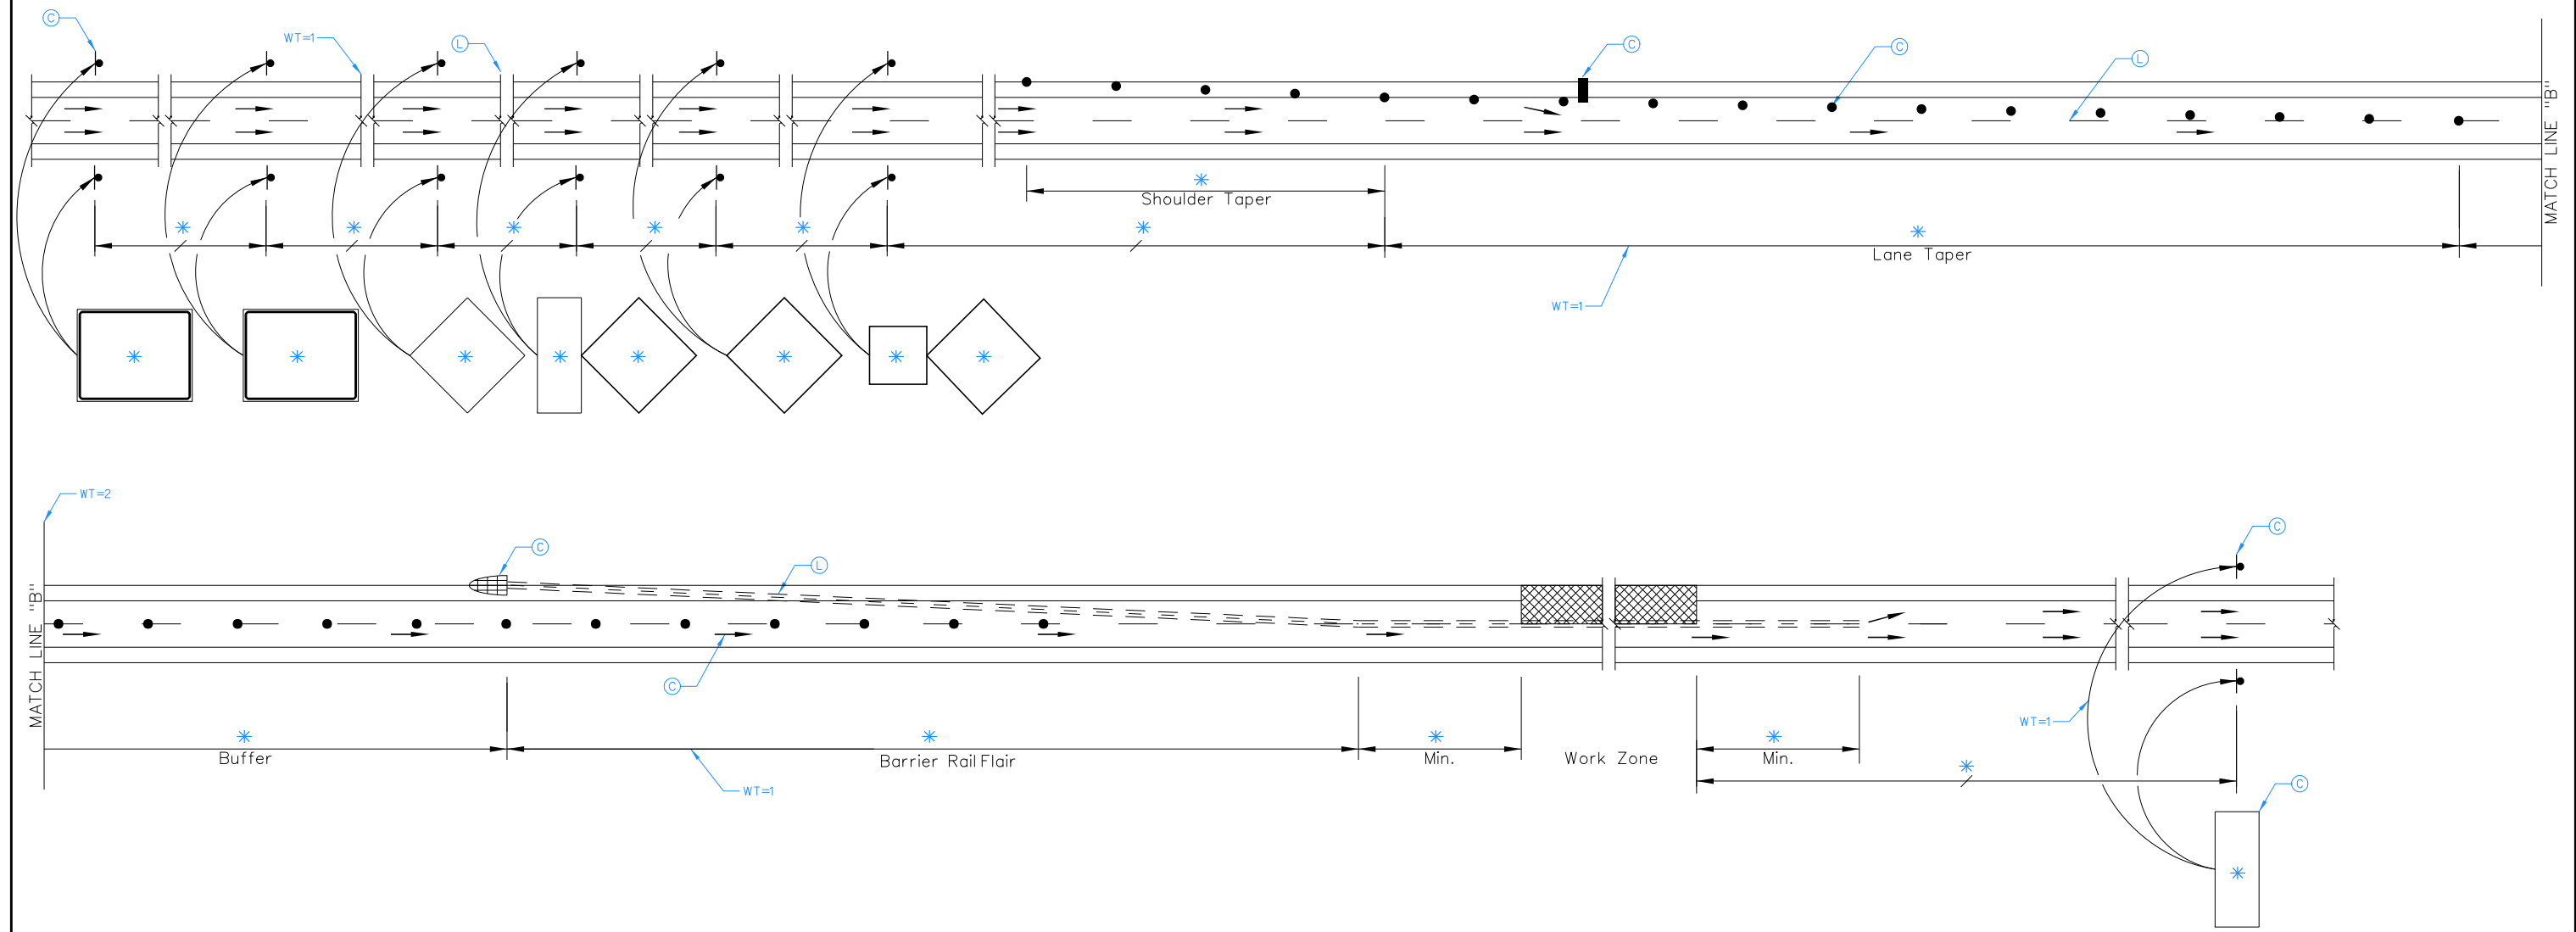 C
WT=1
L
C
C
L
MATCH LINE "B"
*
Shoulder Taper
* * * * * * *
Lane Taper
WT=1
* * * * * * * *
WT=2
C
L
C
MATCH LINE "B"
C
WT=1
* * * *
Buffer
Barrier Rail Flair
Min.
Work Zone
Min.
*
WT=1
C
*